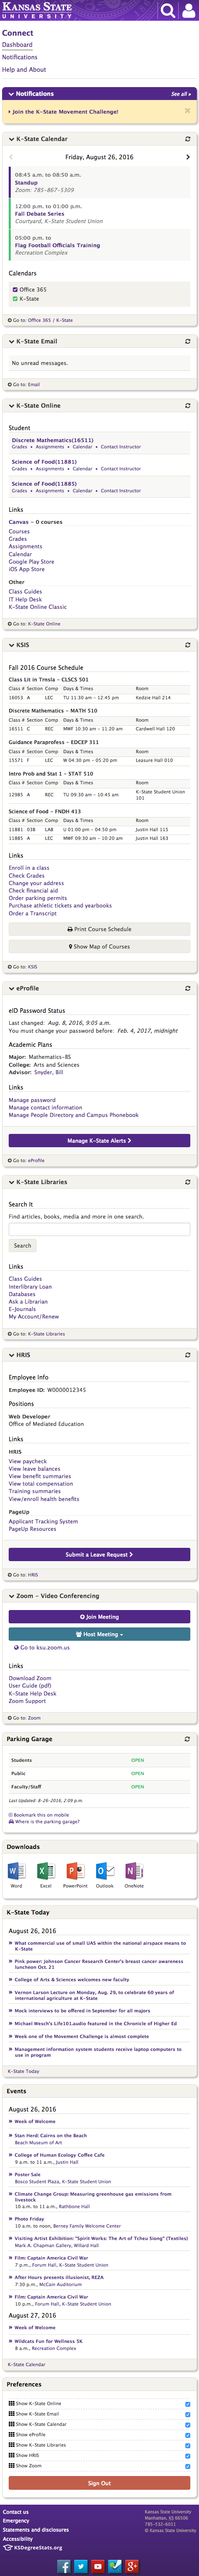 KANSAS STATE
UNIVERSITY
Connect
Dashboard
Notifications
Help and About
Notifications See all »
Join the K-State Movement Challenge!
K-State Calendar
Friday, August 26, 2016
08:45 a.m. to 08:50 a.m.
Standup
Zoom: 785-867-5309
12:00 p.m. to 01:00 p.m.
Fall Debate Series
Courtyard, K-State Student Union
05:00 p.m. to
Flag Football Officials Training
Recreation Complex
Calendars
Office 365
K-State
Go to: Office 365 / K-State
K-State Email
No unread messages.
Go to: Email
K-State Online
Student
Discrete Mathematics(16511)
Grades • Assignments • Calendar • Contact Instructor
Science of Food(11881)
Grades • Assignments • Calendar • Contact Instructor
Science of Food(11885)
Grades • Assignments • Calendar • Contact Instructor
Links
Canvas - 0 courses
Courses
Grades
Assignments
Calendar
Google Play Store
iOS App Store
Other
Class Guides
IT Help Desk
K-State Online Classic
Go to: K-State Online
KSIS
Fall 2016 Course Schedule
Class Lit in Trnsla - CLSCS 501
Class # Section Comp Days & Times Room
16053 A LEC TU 11:30 am - 12:45 pm Kedzie Hall 214
Discrete Mathematics - MATH 510
Class # Section Comp Days & Times Room
16511 C REC MWF 10:30 am - 11:20 am Cardwell Hall 120
Guidance Paraprofess - EDCEP 311
Class # Section Comp Days & Times Room
15571 F LEC W 04:30 pm - 05:20 pm Leasure Hall 010
Intro Prob and Stat 1 - STAT 510
Class # Section Comp Days & Times Room
12985 A REC TU 09:30 am - 10:45 am K-State Student Union
101
Science of Food - FNDH 413
Class # Section Comp Days & Times Room
11881 03B LAB U 01:00 pm - 04:50 pm Justin Hall 115
11885 A LEC MWF 09:30 am - 10:20 am Justin Hall 163
Links
Enroll in a class
Check Grades
Change your address
Check financial aid
Order parking permits
Purchase athletic tickets and yearbooks
Order a Transcript
Print Course Schedule
Show Map of Courses
Go to: KSIS
eProfile
eID Password Status
Last changed: Aug. 8, 2016, 9:05 a.m.
You must change your password before: Feb. 4, 2017, midnight
Academic Plans
Major: Mathematics-BS
College: Arts and Sciences
Advisor: Snyder, Bill
Links
Manage password
Manage contact information
Manage People Directory and Campus Phonebook
Manage K-State Alerts
Go to: eProfile
K-State Libraries
Search It
Find articles, books, media and more in one search.
Search
Links
Class Guides
Interlibrary Loan
Databases
Ask a Librarian
E-Journals
My Account/Renew
Go to: K-State Libraries
HRIS
Employee Info
Employee ID: W0000012345
Positions
Web Developer
Office of Mediated Education
Links
HRIS
View paycheck
View leave balances
View benefit summaries
View total compensation
Training summaries
View/enroll health benefits
PageUp
Applicant Tracking System
PageUp Resources
Submit a Leave Request
Go to: HRIS
Zoom - Video Conferencing
Join Meeting
Host Meeting
Go to ksu.zoom.us
Links
Download Zoom
User Guide (pdf)
K-State Help Desk
Zoom Support
Go to: Zoom
Parking Garage
Students OPEN
Public OPEN
Faculty/Staff OPEN
Last Updated: 8-26-2016, 2:09 p.m.
Bookmark this on mobile
Where is the parking garage?
Downloads
Word Excel PowerPoint Outlook OneNote
K-State Today
August 26, 2016
» What commercial use of small UAS within the national airspace means to
K-State
» Pink power: Johnson Cancer Research Center's breast cancer awareness
luncheon Oct. 21
» College of Arts & Sciences welcomes new faculty
» Vernon Larson Lecture on Monday, Aug. 29, to celebrate 60 years of
international agriculture at K-State
» Mock interviews to be offered in September for all majors
» Michael Wesch's Life101.audio featured in the Chronicle of Higher Ed
» Week one of the Movement Challenge is almost complete
» Management information system students receive laptop computers to
use in program
K-State Today
Events
August 26, 2016
» Week of Welcome
» Stan Herd: Cairns on the Beach
Beach Museum of Art
» College of Human Ecology Coffee Cafe
9 a.m. to 11 a.m., Justin Hall
» Poster Sale
Bosco Student Plaza, K-State Student Union
» Climate Change Group: Measuring greenhouse gas emissions from
livestock
10 a.m. to 11 a.m., Rathbone Hall
» Photo Friday
10 a.m. to noon, Berney Family Welcome Center
» Visiting Artist Exhibition: "Spirit Works: The Art of Tcheu Siong" (Textiles)
Mark A. Chapman Gallery, Willard Hall
» Film: Captain America Civil War
7 p.m., Forum Hall, K-State Student Union
» After Hours presents illusionist, REZA
7:30 p.m., McCain Auditorium
» Film: Captain America Civil War
10 p.m., Forum Hall, K-State Student Union
August 27, 2016
» Week of Welcome
» Wildcats Fun for Wellness 5K
8 a.m., Recreation Complex
K-State Calendar
Preferences
Show K-State Online
Show K-State Email
Show K-State Calendar
Show eProfile
Show K-State Libraries
Show HRIS
Show Zoom
Sign Out
Contact us
Emergency
Statements and disclosures
Accessibility
KSDegreeStats.org
Kansas State University
Manhattan, KS 66506
785-532-6011
© Kansas State University